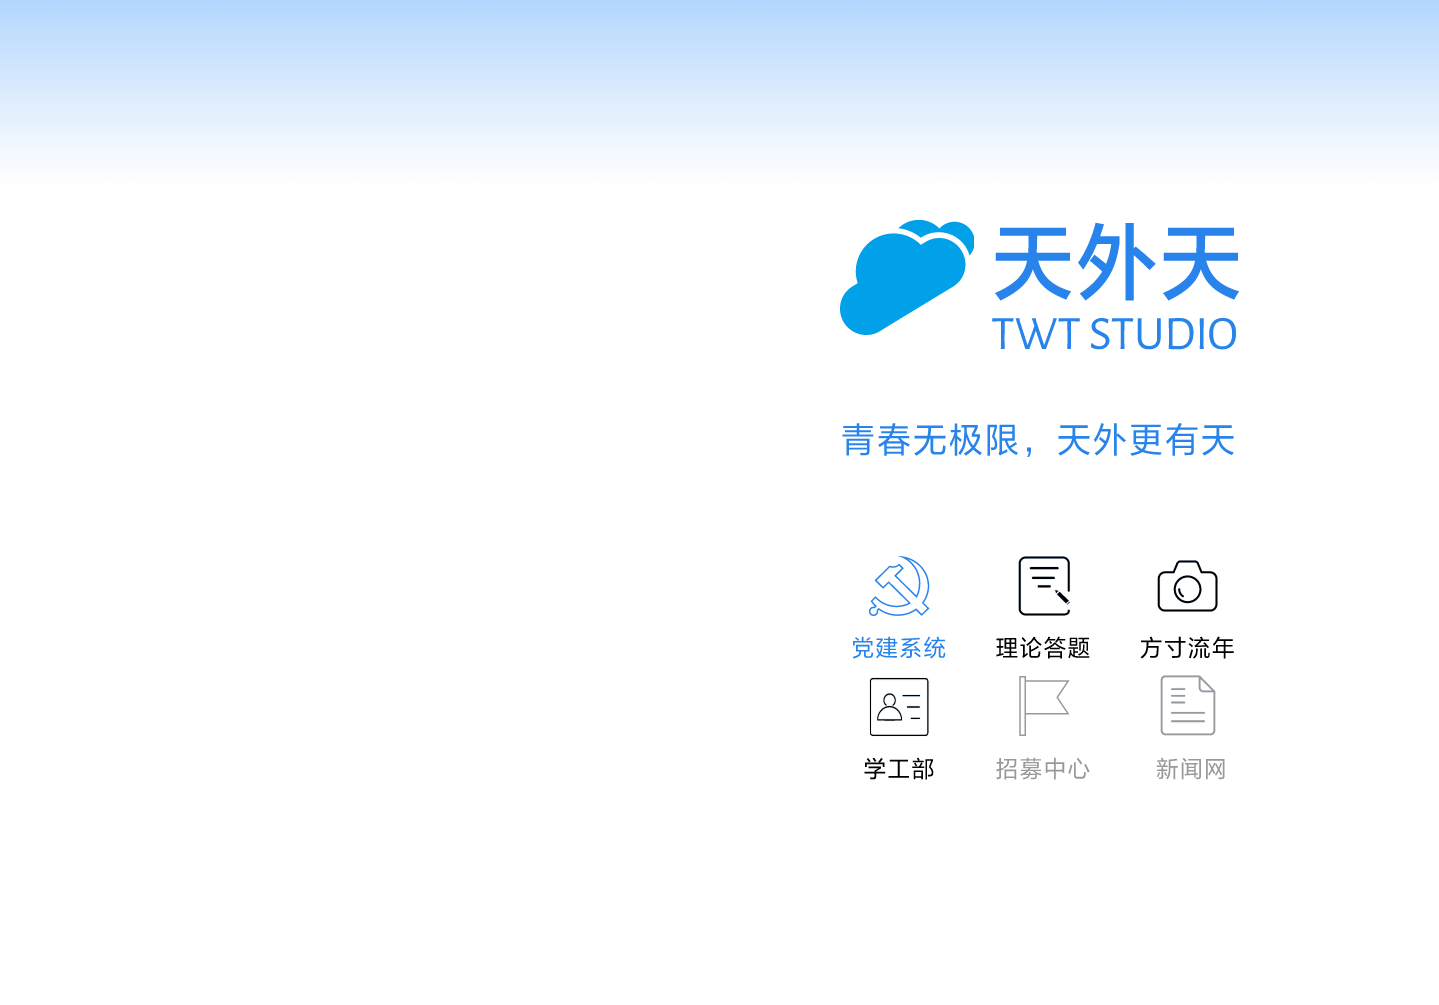 天外天
TWT STUDIO
青春无极限，天外更有天
党建系统 理论答题 方寸流年
学工部 招募中心 新闻网